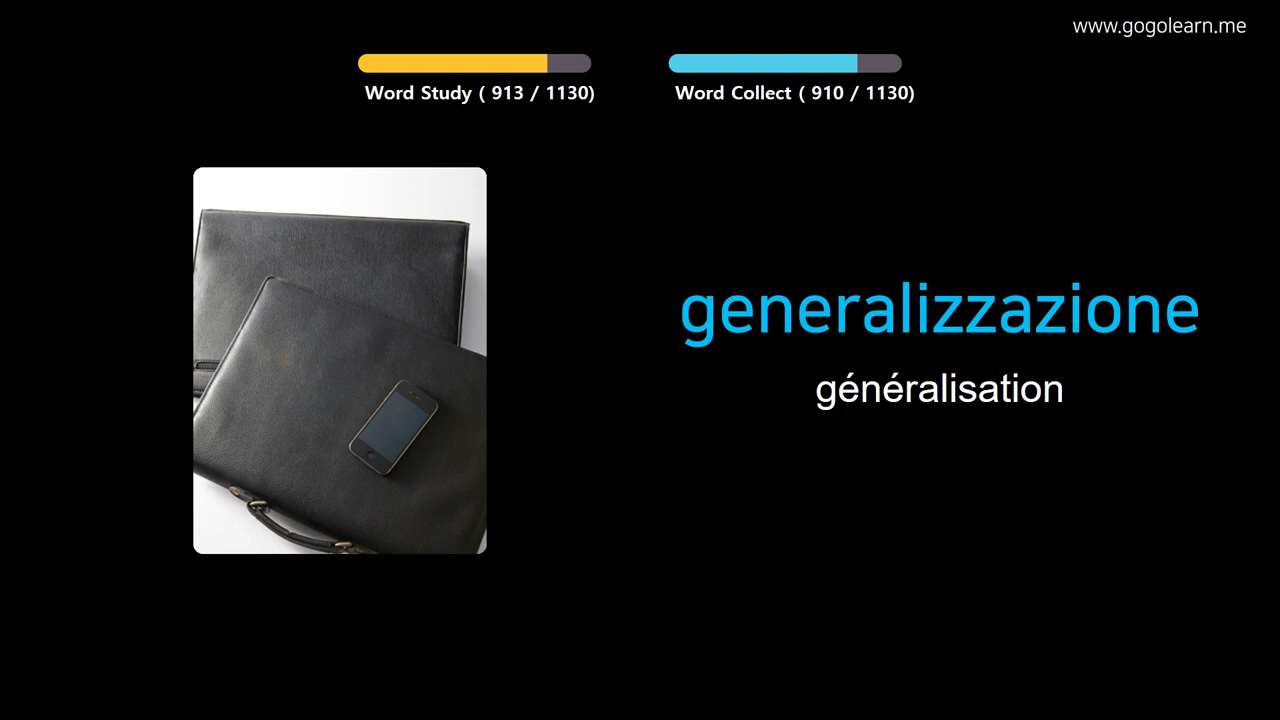 www.gogolearn.me
Word Study ( 913 / 1130)
Word Collect ( 910 / 1130)
generalizzazione
généralisation